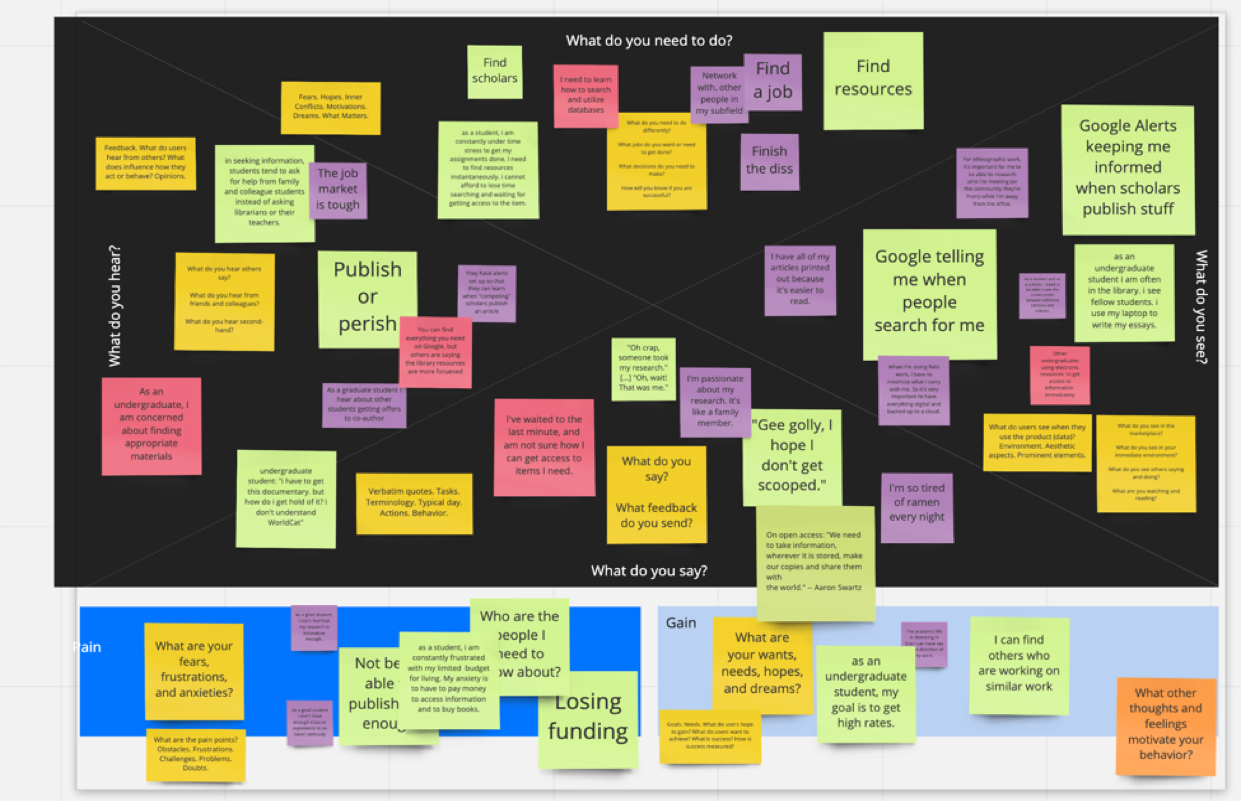 What do you need to do?
Find
scholars
I need to learn
how to search
and utilize
databases
Network
with, other
people in
my subfield
Find
a job
Find
resources
Fears. Hopes. Inner
Conflicts. Motivations.
Dreams. What Matters.
What do you need to do
differently?
What jobs do you want or need
to get done?
What decisions do you need to
make?
How will you know if you are
successful?
Google Alerts
keeping me
informed
when scholars
publish stuff
as a student, i am
constantly under time
stress to get my
assignments done. I need
to find resources
instantaneously. I cannot
afford to lose time
searching and waiting for
getting access to the item.
Finish
the diss
Feedback. What do users
hear from others? What
does influence how they
act or behave? Opinions.
In seeking information,
students tend to ask
for help from family
and colleague students
instead of asking
librarians or their
teachers.
The job
market
is tough
For ethnographic work,
it's important for me to
be able to research
who I'm meeting (or
the community they're
from) while I'm away
from the office.
What do you hear?
What do you see?
What do you hear others
say?
What do you hear from
friends and colleagues?
What do you hear second-
hand?
Publish
or
perish
They have alerts
set up so that
they can learn
when "competing"
scholars publish
an article
I have all of my
articles printed
out because
it's easier to
read.
Google telling
me when
people
search for me
as an
undergraduate
student i am often
in the library. i see
fellow students. i
use my laptop to
write my essays.
You can find
everything you need
on Google, but
others are saying
the library resources
are more focuesed
"Oh crap,
someone took
my research."
[...] "Oh, wait!
That was me."
I'm passionate
about my
research. It's
like a family
member.
When I'm doing field
work, I have to
minimize what I carry
with me. So it's very
important to have
everything digital and
backed up to a cloud.
Other
undergraduates
using electronic
resources to get
access to
information
immediately
As an
undergraduate, I
am concerned
about finding
appropriate
materials
As a graduate student I
hear about other
students getting offers
to co-author
I've waited to the
last minute, and
am not sure how I
can get access to
items I need.
"Gee golly, I
hope I
don't get
scooped."
What do users see when they
use the product (data)?
Environment. Aesthetic
aspects. Prominent elements.
What do you see in the
marketplace?
What do you see in your
immediate environment?
What do you see others saying
and doing?
What are you watching and
reading?
undergraduate
student: "i have to get
this documentary. but
how do i get hold of it? i
don't understand
WorldCat"
Verbatim quotes. Tasks.
Terminology. Typical day.
Actions. Behavior.
What do you
say?
What feedback
do you send?
I'm so tired
of ramen
every night
On open access: "We need
to take information,
wherever it is stored, make
our copies and share them
with
the world." -- Aaron Swartz
What do you say?
Pain
What are your
fears,
frustrations,
and anxieties?
What are the pain points?
Obstacles. Frustrations.
Challenges. Problems.
Doubts.
Not be
able
publish
enoug
as a student, i am
constantly frustrated
with my limited budget
for living. My anxiety is
to have to pay money
to access information
and to buy books.
Who are the
people I
need to
ow about?
Losing
funding
Gain
What are
your wants,
needs, hopes,
and dreams?
Goals. Needs. What do users hope
to gain? What do users want to
achieve? What is success? How is
success measured?
as an
undergraduate
student, my
goal is to get
high rates.
I can find
others who
are working on
similar work
What other
thoughts and
feelings
motivate your
behavior?